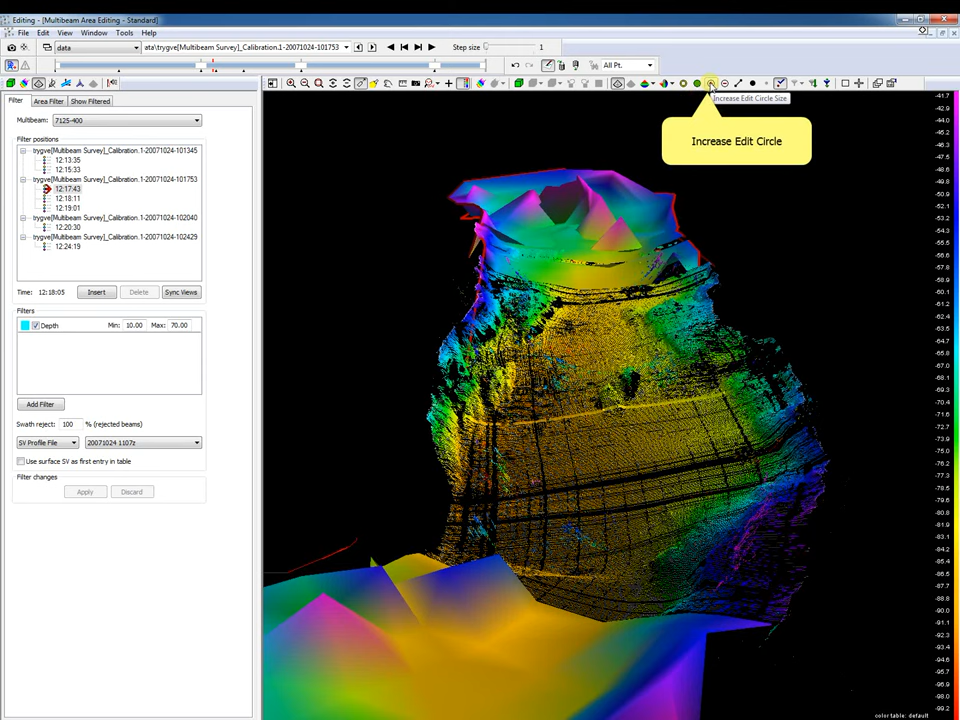 Editing - [Multibeam Area Editing - Standard]
File Edit View Window Tools Help
data
ata\trygve[Multibeam Survey]_Calibration.1-20071024-101753
Step size
1
All Pt.
Filter Area Filter Show Filtered
Increase Edit Circle Size
Increase Edit Circle
Multibeam: 7125-400
Filter positions
trygve[Multibeam Survey]_Calibration.1-20071024-101345
12:13:35
12:15:33
trygve[Multibeam Survey]_Calibration.1-20071024-101753
12:17:43
12:18:11
12:19:01
trygve[Multibeam Survey]_Calibration.1-20071024-102040
12:20:30
trygve[Multibeam Survey]_Calibration.1-20071024-102429
12:24:19
Time: 12:18:05 Insert Delete Sync Views
Filters
Depth Min: 10.00 Max: 70.00
Add Filter
Swath reject: 100 % (rejected beams)
SV Profile File 20071024 1107z
Use surface SV as first entry in table
Filter changes
Apply Discard
-41.7
-42.9
-44.0
-45.2
-46.3
-47.5
-48.6
-49.8
-50.9
-52.1
-53.2
-54.3
-55.5
-56.6
-57.8
-58.9
-60.1
-61.2
-62.4
-63.5
-64.7
-65.8
-67.0
-68.1
-69.3
-70.4
-71.6
-72.7
-73.9
-75.0
-76.2
-77.3
-78.5
-79.6
-80.8
-81.9
-83.1
-84.2
-85.4
-86.5
-87.7
-88.8
-90.0
-91.1
-92.3
-93.4
-94.6
-95.7
-96.9
-98.0
-99.2
color table: default